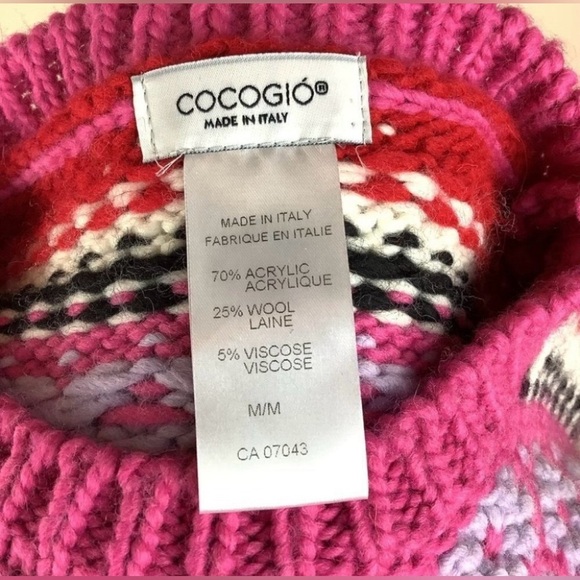 COCOGIÓ
MADE IN ITALY
MADE IN ITALY
FABRIQUE EN ITALIE
70% ACRYLIC
ACRYLIQUE
25% WOOL
LAINE
5% VISCOSE
VISCOSE
M/M
CA 07043